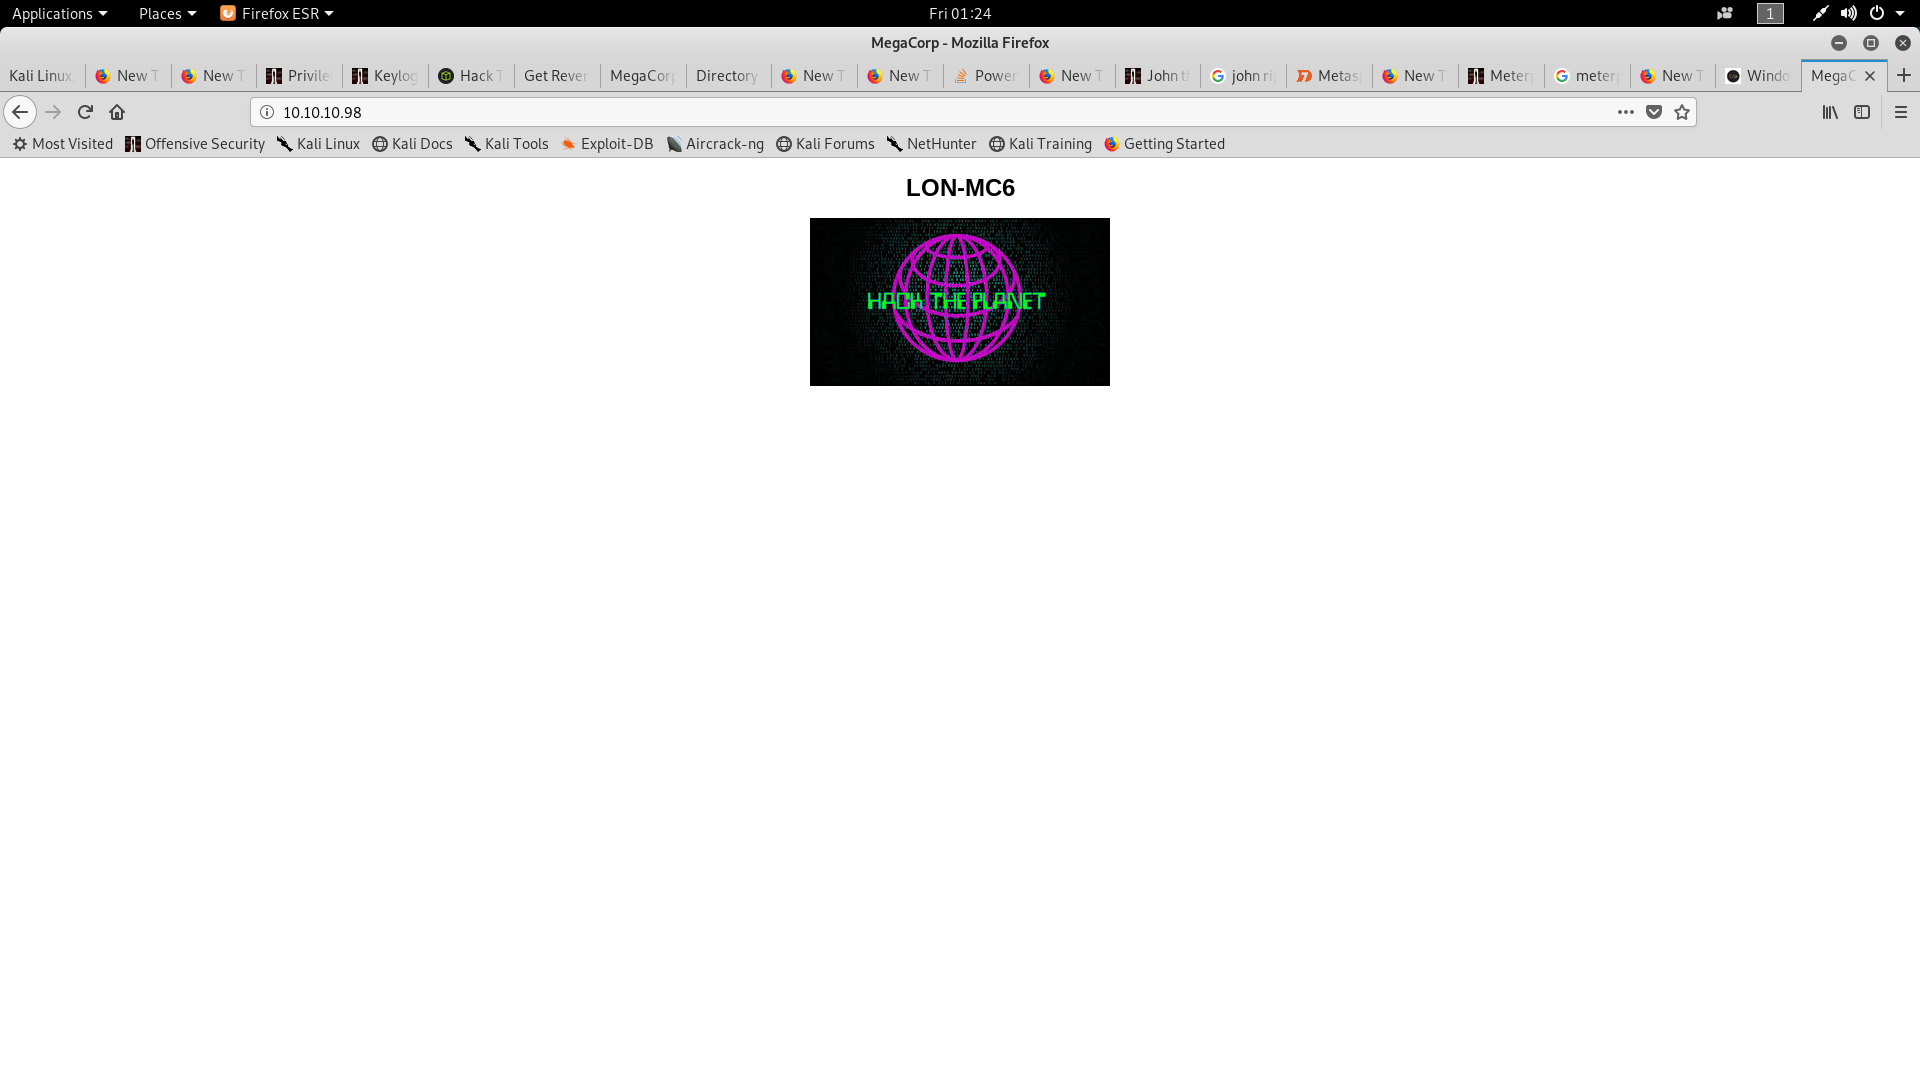 Applications Places Firefox ESR Fri 01:24 1
MegaCorp - Mozilla Firefox
Kali Linux New T New T Privile Keylog Hack T Get Rever MegaCorp Directory New T New T Power New T John t john ri Metas New T Meter meter New T Windo MegaC
10.10.10.98
Most Visited Offensive Security Kali Linux Kali Docs Kali Tools Exploit-DB Aircrack-ng Kali Forums NetHunter Kali Training Getting Started
LON-MC6
HACK THE PLANET